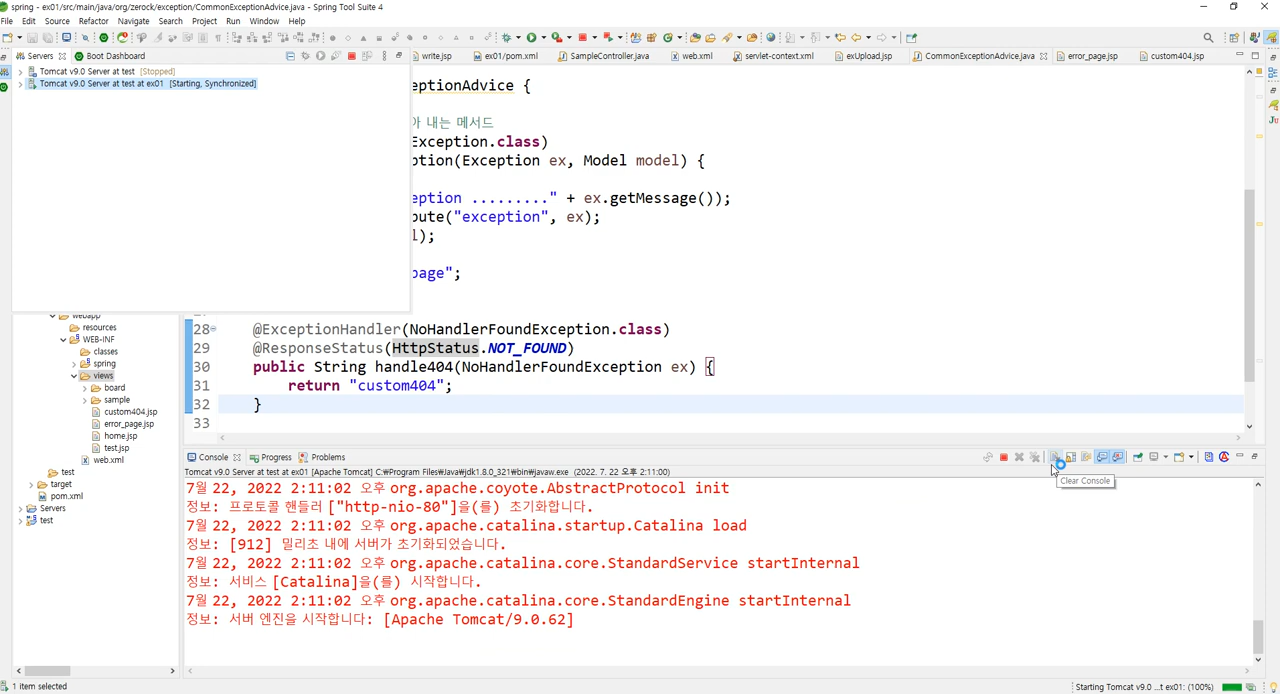 spring - ex01/src/main/java/org/zerock/exception/CommonExceptionAdvice.java - Spring Tool Suite 4
File Edit Source Refactor Navigate Search Project Run Window Help
Servers Boot Dashboard
write.jsp ex01/pom.xml SampleController.java web.xml servlet-context.xml exUpload.jsp CommonExceptionAdvice.java error_page.jsp custom404.jsp
Tomcat v9.0 Server at test [Stopped]
Tomcat v9.0 Server at test at ex01 [Starting, Synchronized]
eptionAdvice {
아 내는 메서드
Exception.class)
ption(Exception ex, Model model) {
eption ........." + ex.getMessage());
bute("exception", ex);
l);
page";
webapp
resources
WEB-INF
classes
spring
views
board
sample
custom404.jsp
error_page.jsp
home.jsp
test.jsp
web.xml
test
target
pom.xml
Servers
test
28 @ExceptionHandler(NoHandlerFoundException.class)
29 @ResponseStatus(HttpStatus.NOT_FOUND)
30 public String handle404(NoHandlerFoundException ex) {
31 return "custom404";
32 }
33
Console Progress Problems
Tomcat v9.0 Server at test at ex01 [Apache Tomcat] C:₩Program Files₩Java₩jdk1.8.0_321₩bin₩javaw.exe (2022. 7. 22 오후 2:11:00)
Clear Console
7월 22, 2022 2:11:02 오후 org.apache.coyote.AbstractProtocol init
정보: 프로토콜 핸들러 ["http-nio-80"]을(를) 초기화합니다.
7월 22, 2022 2:11:02 오후 org.apache.catalina.startup.Catalina load
정보: [912] 밀리초 내에 서버가 초기화되었습니다.
7월 22, 2022 2:11:02 오후 org.apache.catalina.core.StandardService startInternal
정보: 서비스 [Catalina]을(를) 시작합니다.
7월 22, 2022 2:11:02 오후 org.apache.catalina.core.StandardEngine startInternal
정보: 서버 엔진을 시작합니다: [Apache Tomcat/9.0.62]
1 item selected
Starting Tomcat v9.0 ...t ex01: (100%)